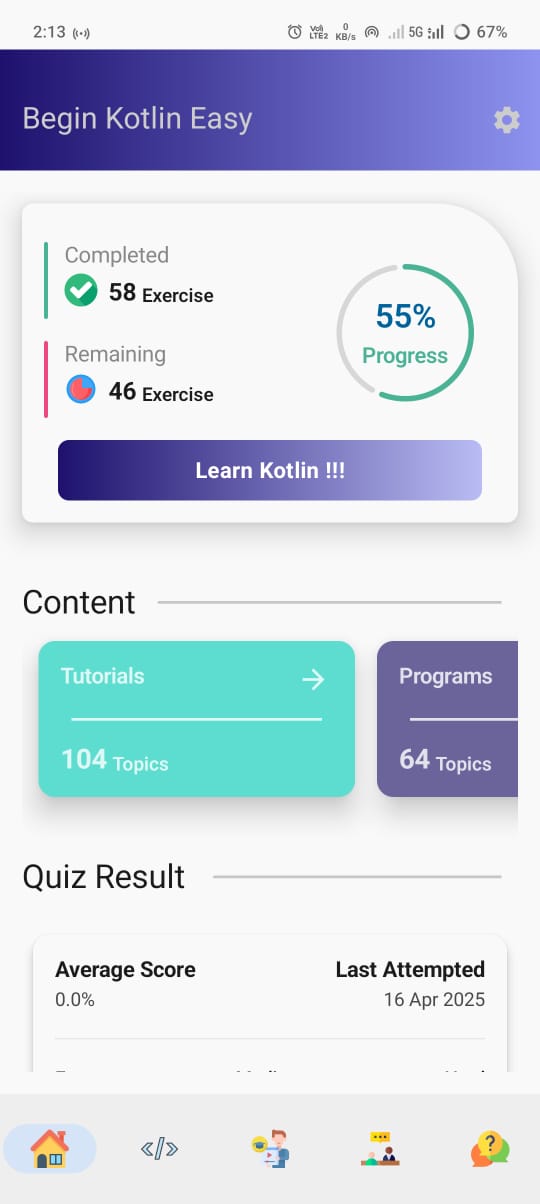 2:13
Vo) LTE2 0 KB/s 5G 67%
Begin Kotlin Easy
Completed
58 Exercise
Remaining
46 Exercise
55%
Progress
Learn Kotlin !!!
Content
Tutorials
104 Topics
Programs
64 Topics
Quiz Result
Average Score
0.0%
Last Attempted
16 Apr 2025